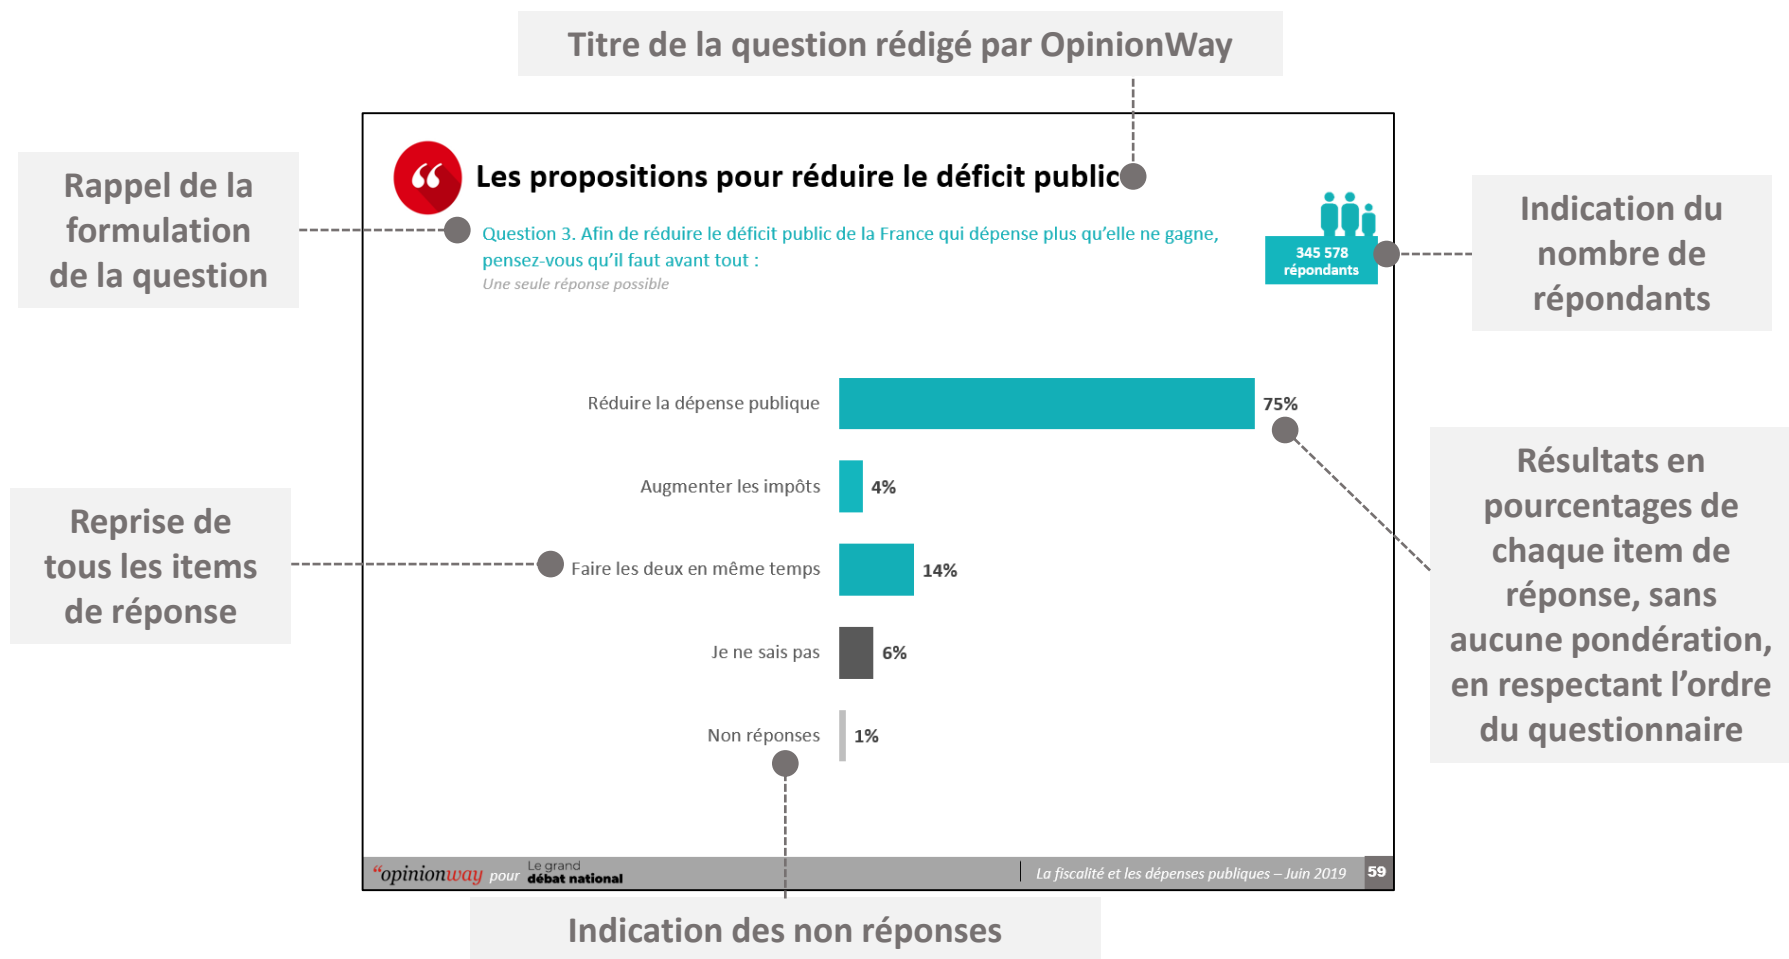 Titre de la question rédigé par OpinionWay
Rappel de la
formulation
de la question
Les propositions pour réduire le déficit public
Question 3. Afin de réduire le déficit public de la France qui dépense plus qu’elle ne gagne,
pensez-vous qu’il faut avant tout :
Une seule réponse possible
345 578
répondants
Indication du
nombre de
répondants
Réduire la dépense publique
75%
Augmenter les impôts
4%
Faire les deux en même temps
14%
Je ne sais pas
6%
Non réponses
1%
Reprise de
tous les items
de réponse
Résultats en
pourcentages de
chaque item de
réponse, sans
aucune pondération,
en respectant l’ordre
du questionnaire
“opinionway pour
Le grand
débat national
La fiscalité et les dépenses publiques – Juin 2019
59
Indication des non réponses